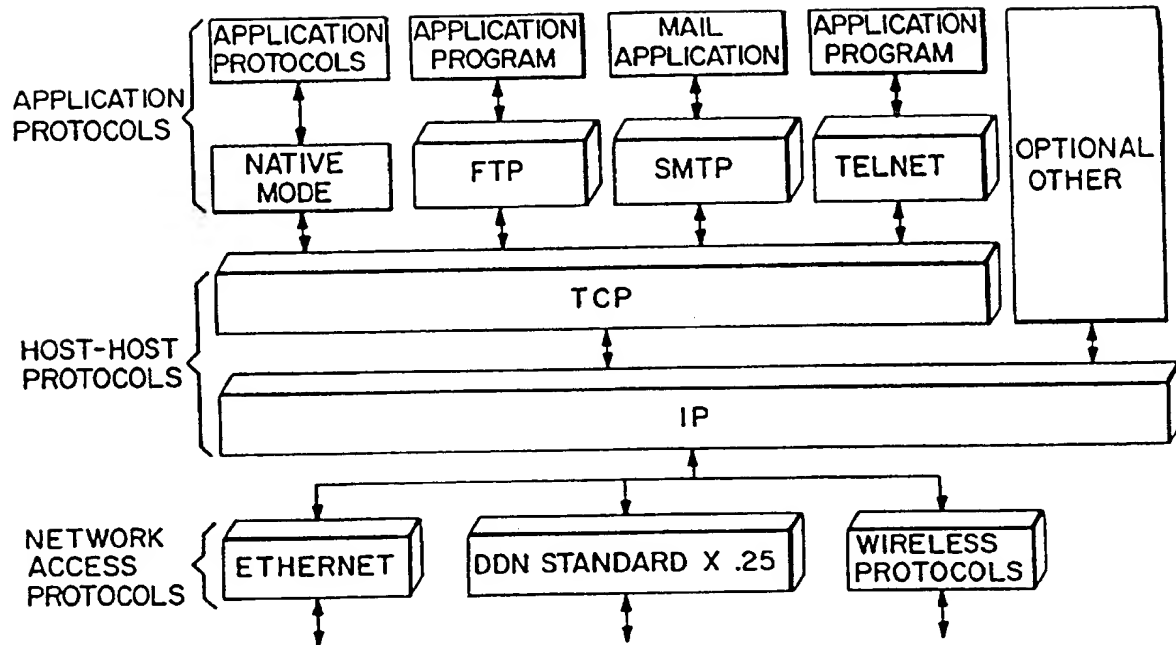 APPLICATION
PROTOCOLS
APPLICATION
PROGRAM
MAIL
APPLICATION
APPLICATION
PROGRAM
APPLICATION
PROTOCOLS
NATIVE
MODE
FTP
SMTP
TELNET
OPTIONAL
OTHER
TCP
HOST-HOST
PROTOCOLS
IP
NETWORK
ACCESS
PROTOCOLS
ETHERNET
DDN STANDARD X .25
WIRELESS
PROTOCOLS